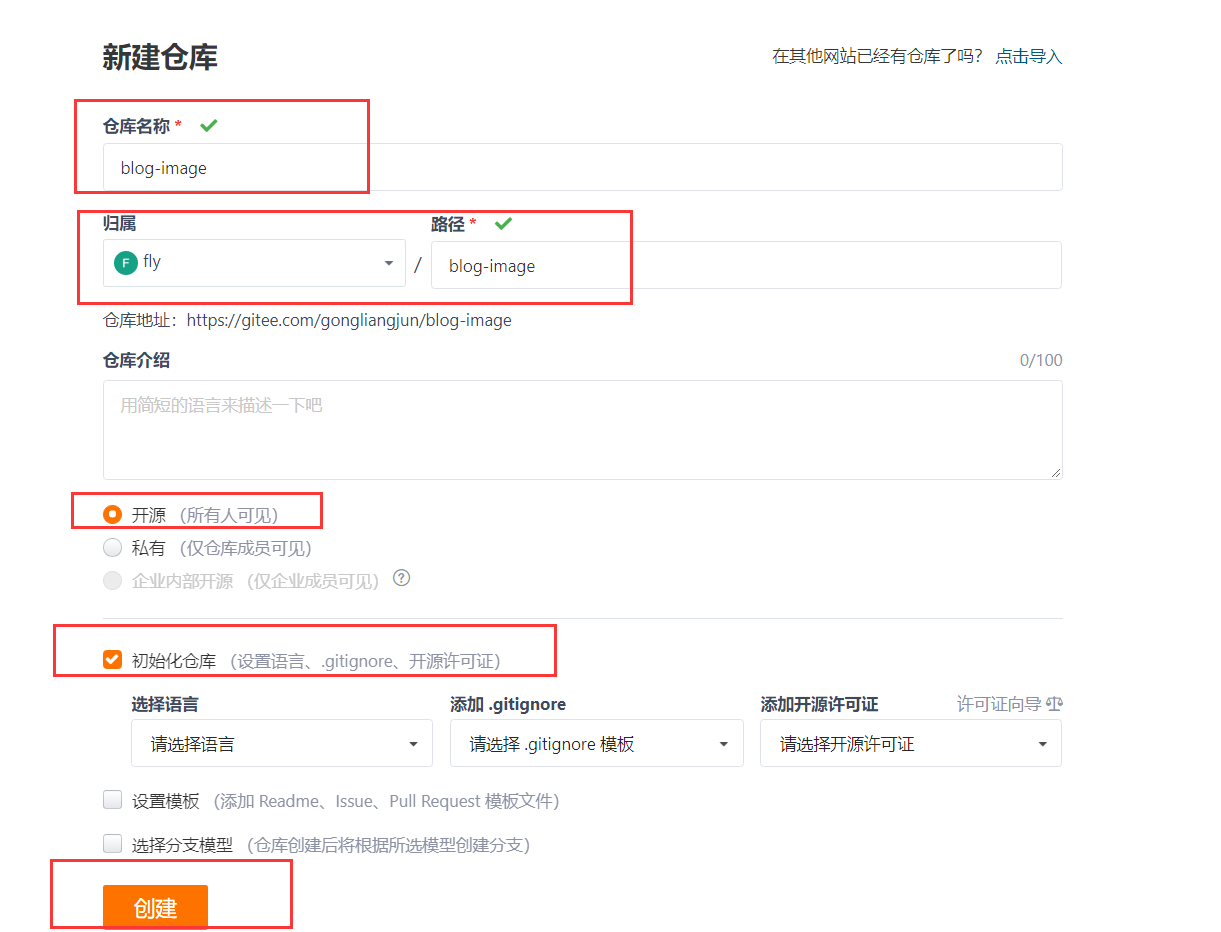 新建仓库
在其他网站已经有仓库了吗？ 点击导入
仓库名称 *
blog-image
归属
路径 *
F fly
/
blog-image
仓库地址：https://gitee.com/gongliangjun/blog-image
仓库介绍
0/100
用简短的语言来描述一下吧
开源 （所有人可见）
私有 （仅仓库成员可见）
企业内部开源 （仅企业成员可见） ?
初始化仓库 （设置语言、.gitignore、开源许可证）
选择语言
添加 .gitignore
添加开源许可证
许可证向导
请选择语言
请选择 .gitignore 模板
请选择开源许可证
设置模板 （添加 Readme、Issue、Pull Request 模板文件）
选择分支模型 （仓库创建后将根据所选模型创建分支）
创建